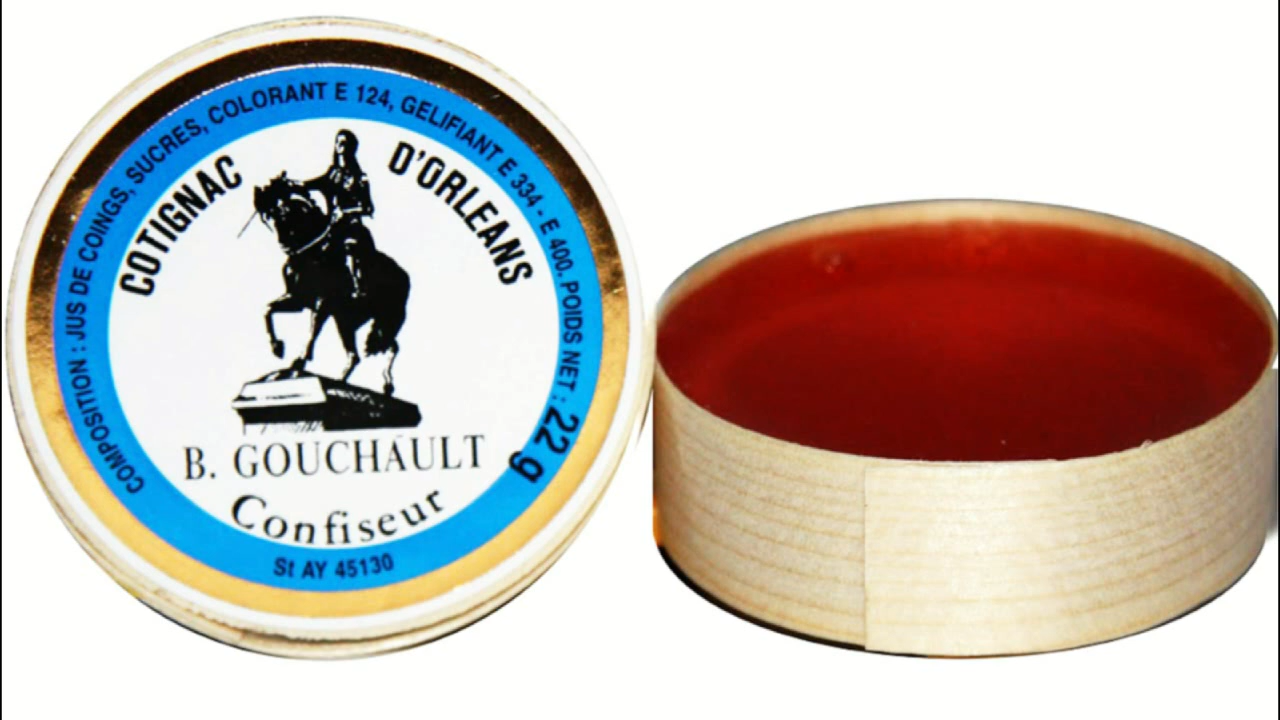 COMPOSITION : JUS DE COINGS, SUCRES, COLORANT E 124, GELIFIANT E 334 - E 400. POIDS NET : 22 g
COTIGNAC D'ORLEANS
B. GOUCHAULT
Confiseur
St AY 45130